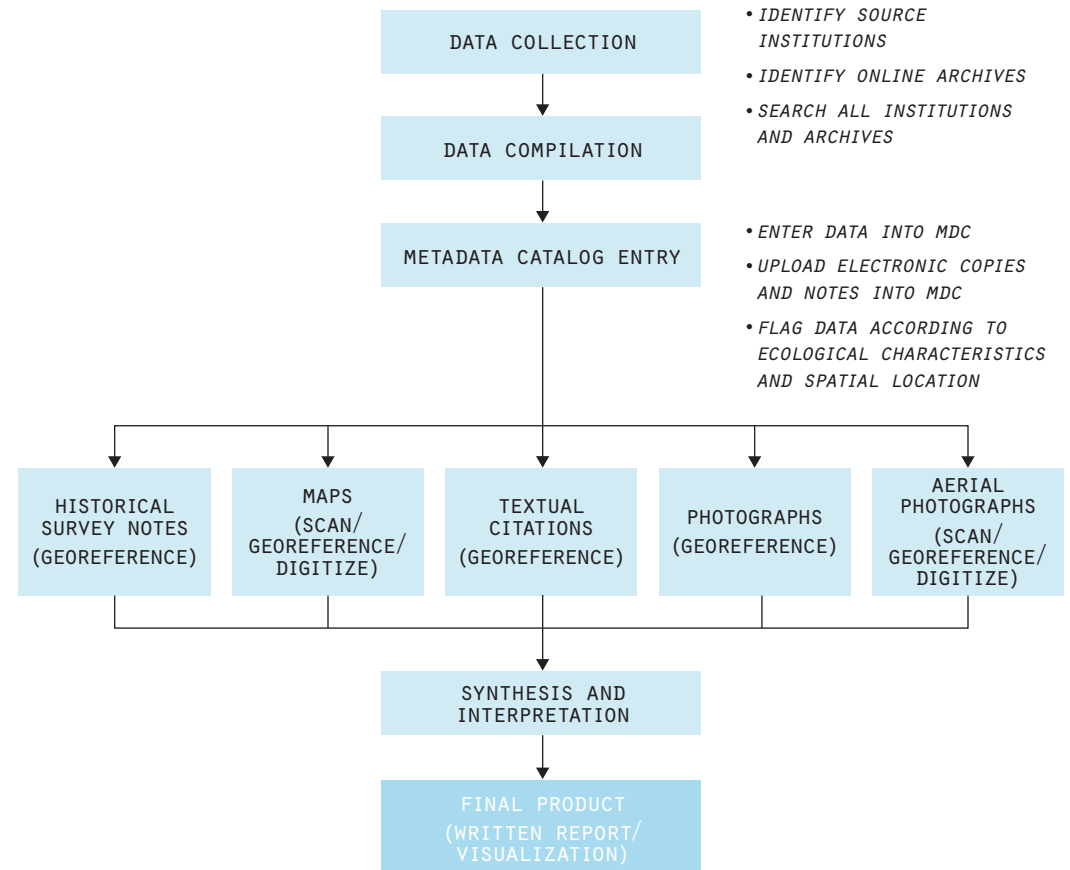 DATA COLLECTION
• IDENTIFY SOURCE
INSTITUTIONS
• IDENTIFY ONLINE ARCHIVES
• SEARCH ALL INSTITUTIONS
AND ARCHIVES
DATA COMPILATION
METADATA CATALOG ENTRY
• ENTER DATA INTO MDC
• UPLOAD ELECTRONIC COPIES
AND NOTES INTO MDC
• FLAG DATA ACCORDING TO
ECOLOGICAL CHARACTERISTICS
AND SPATIAL LOCATION
HISTORICAL
SURVEY NOTES
(GEOREFERENCE)
MAPS
(SCAN/
GEOREFERENCE/
DIGITIZE)
TEXTUAL
CITATIONS
(GEOREFERENCE)
PHOTOGRAPHS
(GEOREFERENCE)
AERIAL
PHOTOGRAPHS
(SCAN/
GEOREFERENCE/
DIGITIZE)
SYNTHESIS AND
INTERPRETATION
FINAL PRODUCT
(WRITTEN REPORT/
VISUALIZATION)